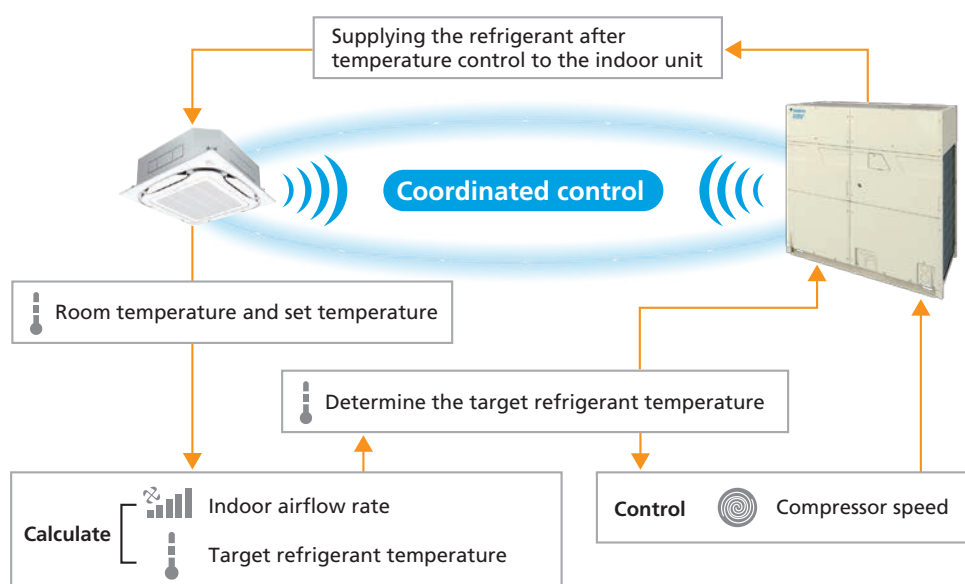 Supplying the refrigerant after
temperature control to the indoor unit
Coordinated control
Room temperature and set temperature
Determine the target refrigerant temperature
Calculate
Indoor airflow rate
Target refrigerant temperature
Control
Compressor speed